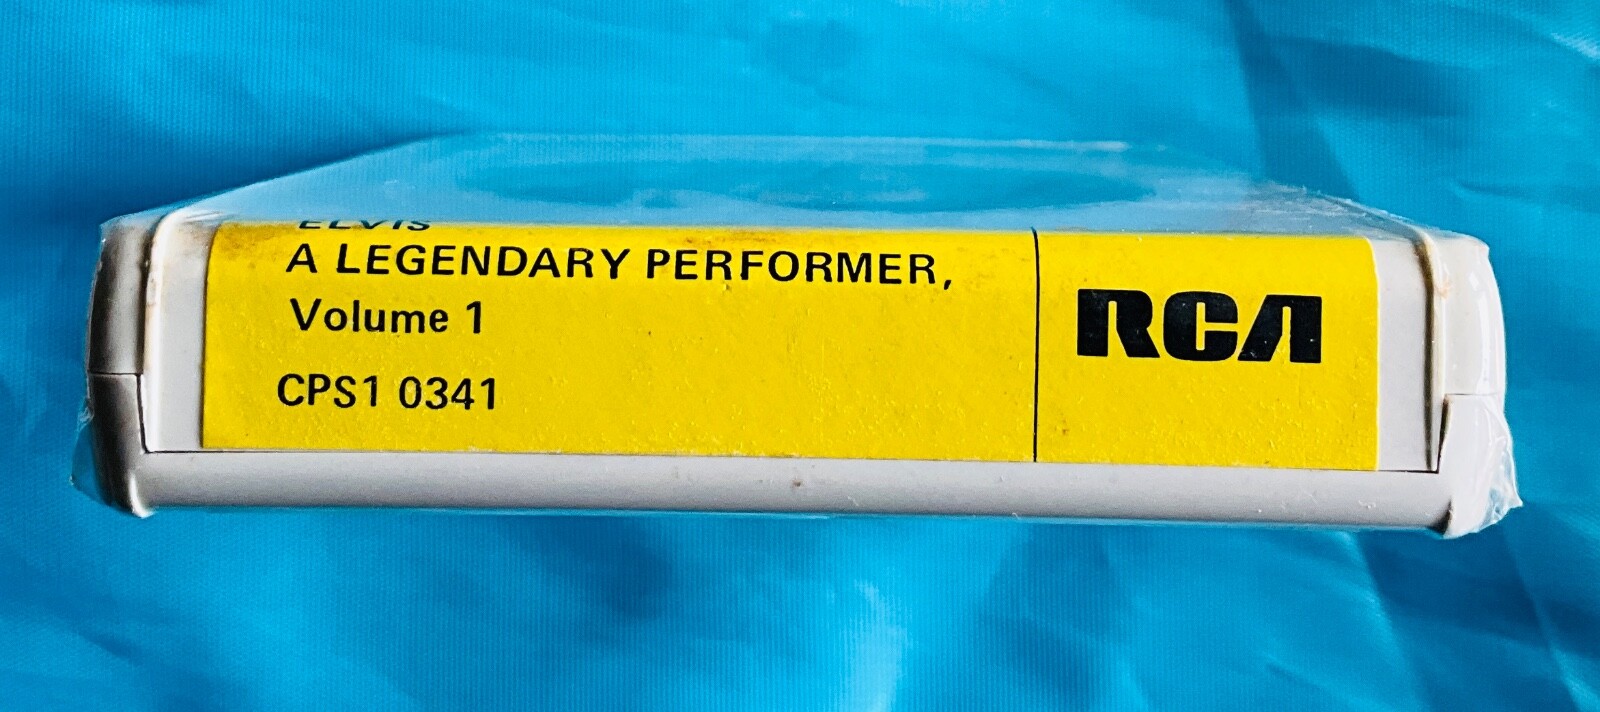 ELVIS
A LEGENDARY PERFORMER,
Volume 1
CPS1 0341
RCA